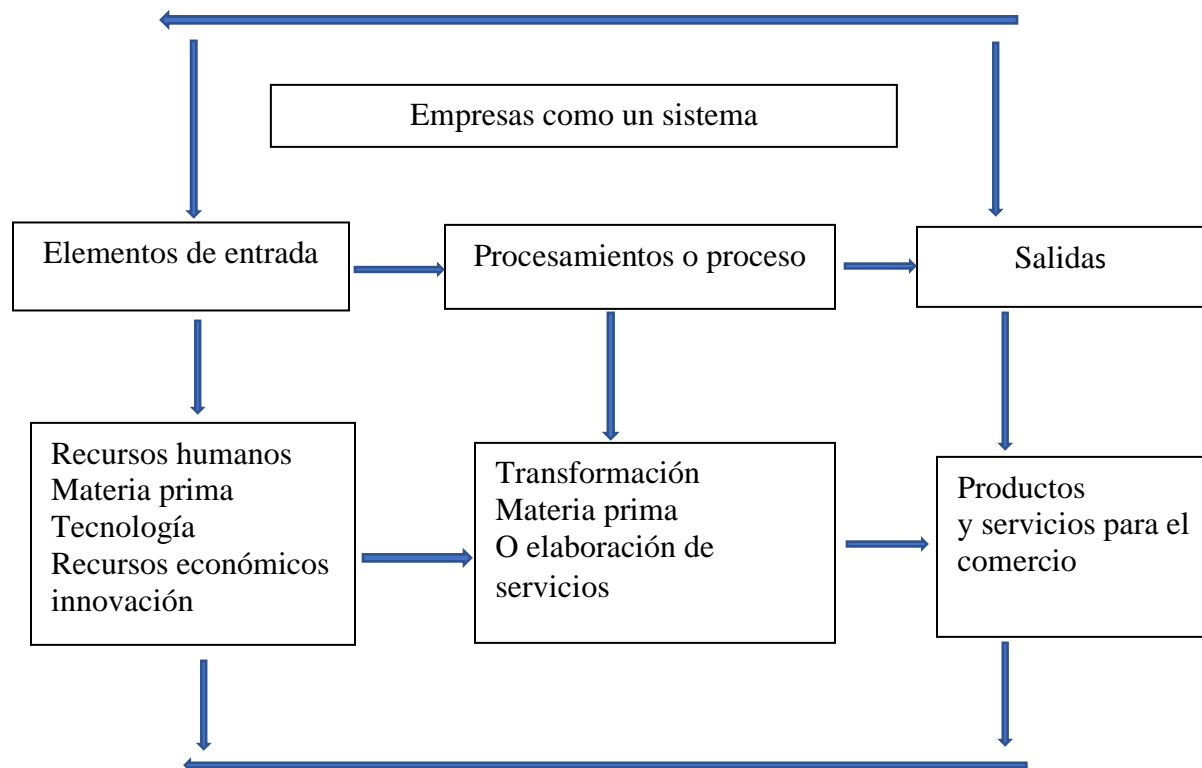 Empresas como un sistema
Elementos de entrada
Procesamientos o proceso
Salidas
Recursos humanos
Materia prima
Tecnología
Recursos económicos
innovación
Transformación
Materia prima
O elaboración de
servicios
Productos
y servicios para el
comercio